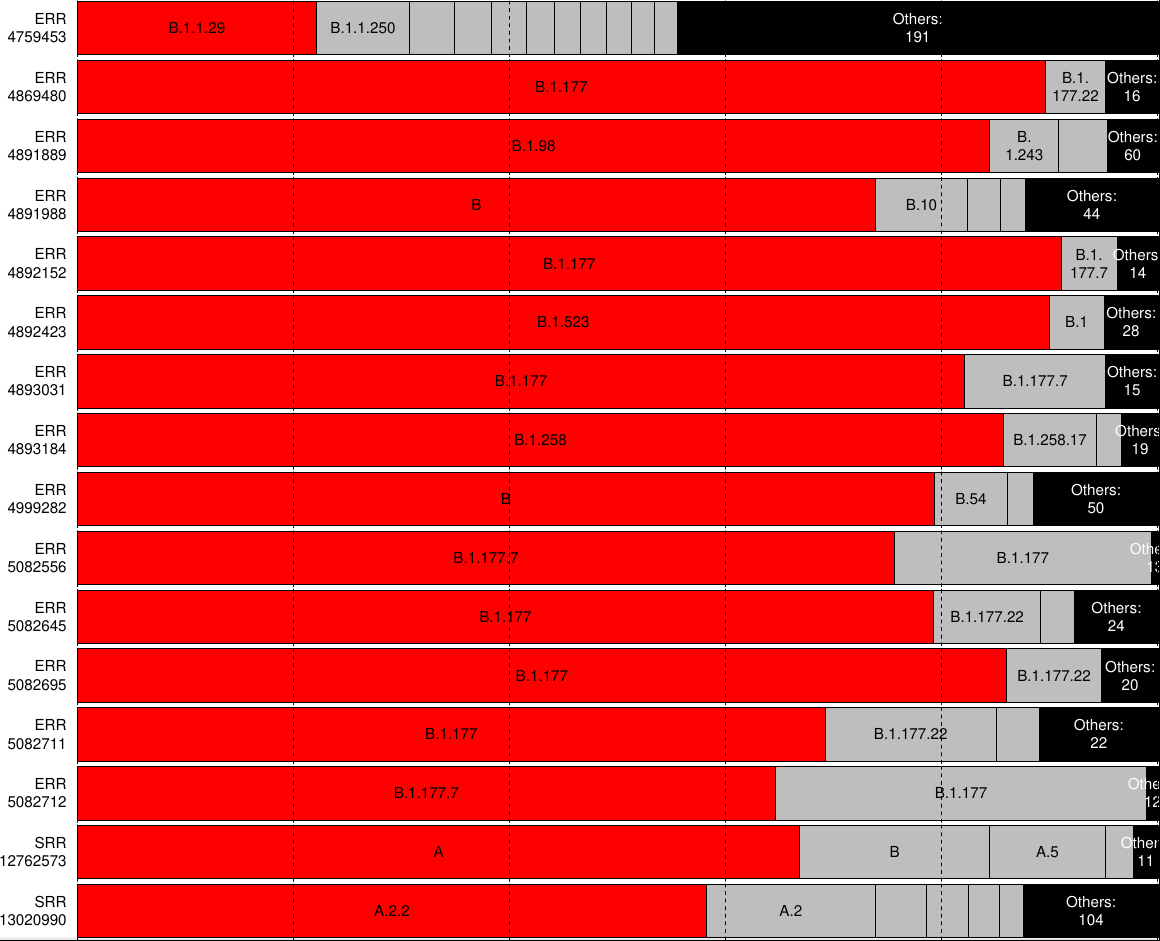 ERR
4759453
B.1.1.29
B.1.1.250
Others:
191
ERR
4869480
B.1.177
B.1.
177.22
Others:
16
ERR
4891889
B.1.98
B.
1.243
Others:
60
ERR
4891988
B
B.10
Others:
44
ERR
4892152
B.1.177
B.1.
177.7
Others
14
ERR
4892423
B.1.523
B.1
Others:
28
ERR
4893031
B.1.177
B.1.177.7
Others:
15
ERR
4893184
B.1.258
B.1.258.17
Others
19
ERR
4999282
B
B.54
Others:
50
ERR
5082556
B.1.177.7
B.1.177
Othe
ERR
5082645
B.1.177
B.1.177.22
Others:
24
ERR
5082695
B.1.177
B.1.177.22
Others:
20
ERR
5082711
B.1.177
B.1.177.22
Others:
22
ERR
5082712
B.1.177.7
B.1.177
Othe
12
SRR
12762573
A
B
A.5
Other
11
SRR
13020990
A.2.2
A.2
Others:
104